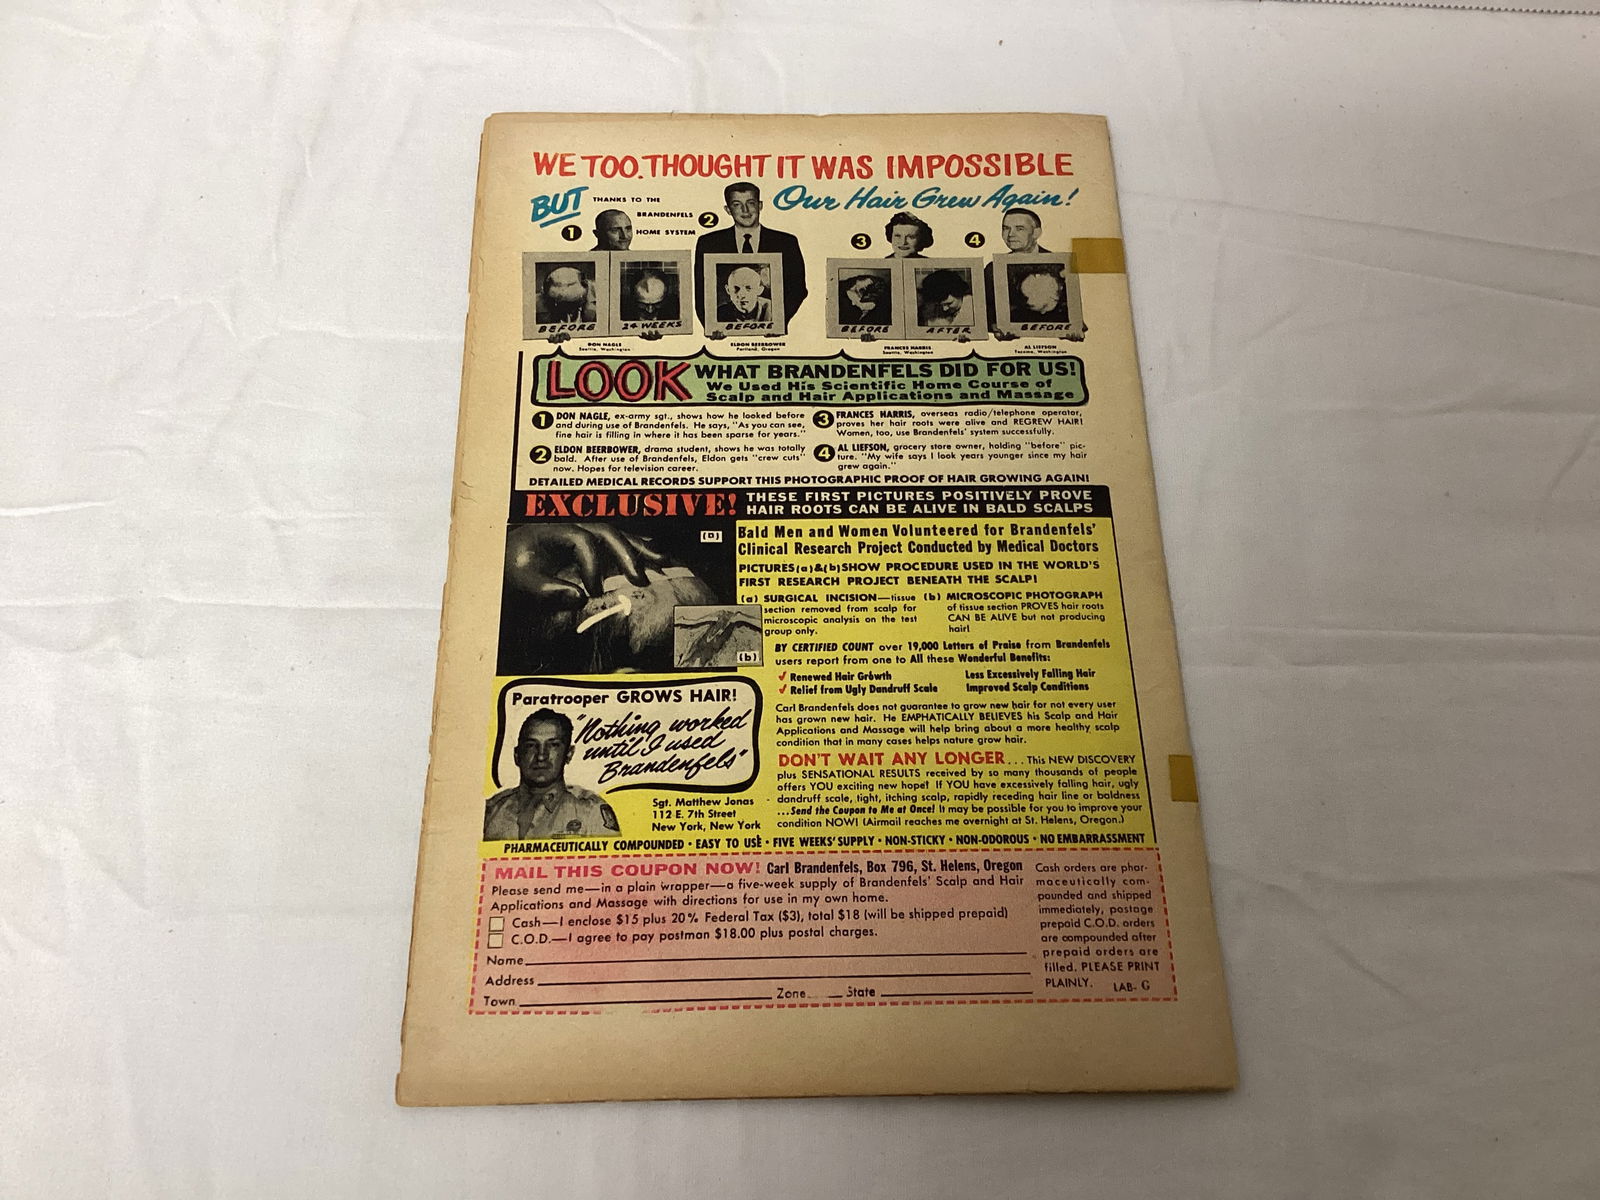 WE TOO. THOUGHT IT WAS IMPOSSIBLE
BUT THANKS TO THE
BRANDENFELS
HOME SYSTEM
Our Hair Grew Again!
1
2
3
4
BEFORE
24 WEEKS
BEFORE
BEFORE
AFTER
BEFORE
DON NAGLE
Seattle, Washington
ELDON BEERBOWER
Portland, Oregon
FRANCES HARRIS
Seattle, Washington
AL LIEFSON
Tacoma, Washington
LOOK WHAT BRANDENFELS DID FOR US!
We Used His Scientific Home Course of
Scalp and Hair Applications and Massage
1 DON NAGLE, ex-army sgt., shows how he looked before
and during use of Brandenfels. He says, "As you can see,
fine hair is filling in where it has been sparse for years."
2 ELDON BEERBOWER, drama student, shows he was totally
bald. After use of Brandenfels, Eldon gets "crew cuts"
now. Hopes for television career.
3 FRANCES HARRIS, overseas radio/telephone operator,
proves her hair roots were alive and REGREW HAIR!
Women, too, use Brandenfels' system successfully.
4 AL LIEFSON, grocery store owner, holding "before" pic-
ture. "My wife says I look years younger since my hair
grew again."
DETAILED MEDICAL RECORDS SUPPORT THIS PHOTOGRAPHIC PROOF OF HAIR GROWING AGAIN!
EXCLUSIVE! THESE FIRST PICTURES POSITIVELY PROVE
HAIR ROOTS CAN BE ALIVE IN BALD SCALPS
(a)
(b)
Bald Men and Women Volunteered for Brandenfels'
Clinical Research Project Conducted by Medical Doctors
PICTURES (a) & (b) SHOW PROCEDURE USED IN THE WORLD'S
FIRST RESEARCH PROJECT BENEATH THE SCALP!
(a) SURGICAL INCISION—tissue
section removed from scalp for
microscopic analysis on the test
group only.
(b) MICROSCOPIC PHOTOGRAPH
of tissue section PROVES hair roots
CAN BE ALIVE but not producing
hair!
BY CERTIFIED COUNT over 19,000 Letters of Praise from Brandenfels
users report from one to All these Wonderful Benefits:
✓ Renewed Hair Growth Less Excessively Falling Hair
✓ Relief from Ugly Dandruff Scale Improved Scalp Conditions
Carl Brandenfels does not guarantee to grow new hair for not every user
has grown new hair. He EMPHATICALLY BELIEVES his Scalp and Hair
Applications and Massage will help bring about a more healthy scalp
condition that in many cases helps nature grow hair.
DON'T WAIT ANY LONGER . . . This NEW DISCOVERY
plus SENSATIONAL RESULTS received by so many thousands of people
offers YOU exciting new hope! If YOU have excessively falling hair, ugly
dandruff scale, tight, itching scalp, rapidly receding hair line or baldness
...Send the Coupon to Me at Once! It may be possible for you to improve your
condition NOW! (Airmail reaches me overnight at St. Helens, Oregon.)
Paratrooper GROWS HAIR!
"Nothing worked
until I used
Brandenfels"
Sgt. Matthew Jonas
112 E. 7th Street
New York, New York
PHARMACEUTICALLY COMPOUNDED • EASY TO USE • FIVE WEEKS' SUPPLY • NON-STICKY • NON-ODOROUS • NO EMBARRASSMENT
MAIL THIS COUPON NOW! Carl Brandenfels, Box 796, St. Helens, Oregon
Please send me—in a plain wrapper—a five-week supply of Brandenfels' Scalp and Hair
Applications and Massage with directions for use in my own home.
Cash—I enclose $15 plus 20% Federal Tax ($3), total $18 (will be shipped prepaid)
C.O.D.—I agree to pay postman $18.00 plus postal charges.
Name
Address
Town Zone State
Cash orders are phar-
maceutically com-
pounded and shipped
immediately, postage
prepaid C.O.D. orders
are compounded after
prepaid orders are
filled. PLEASE PRINT
PLAINLY. LAB- G